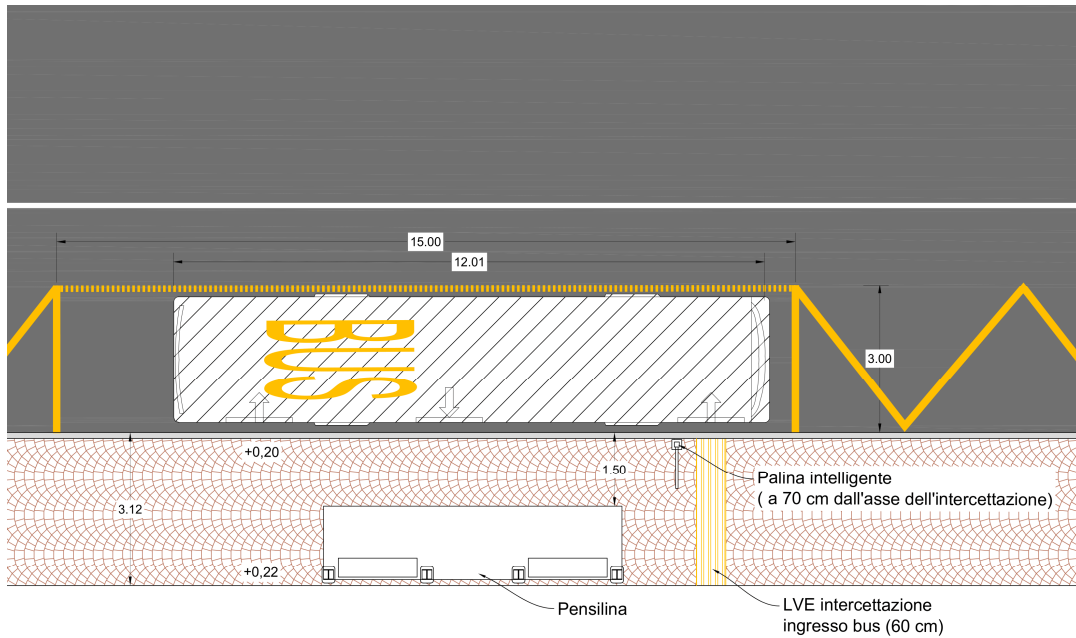 15.00
12.01
BUS
3.00
+0,20
1.50
3.12
Palina intelligente
( a 70 cm dall'asse dell'intercettazione)
+0,22
Pensilina
LVE intercettazione
ingresso bus (60 cm)